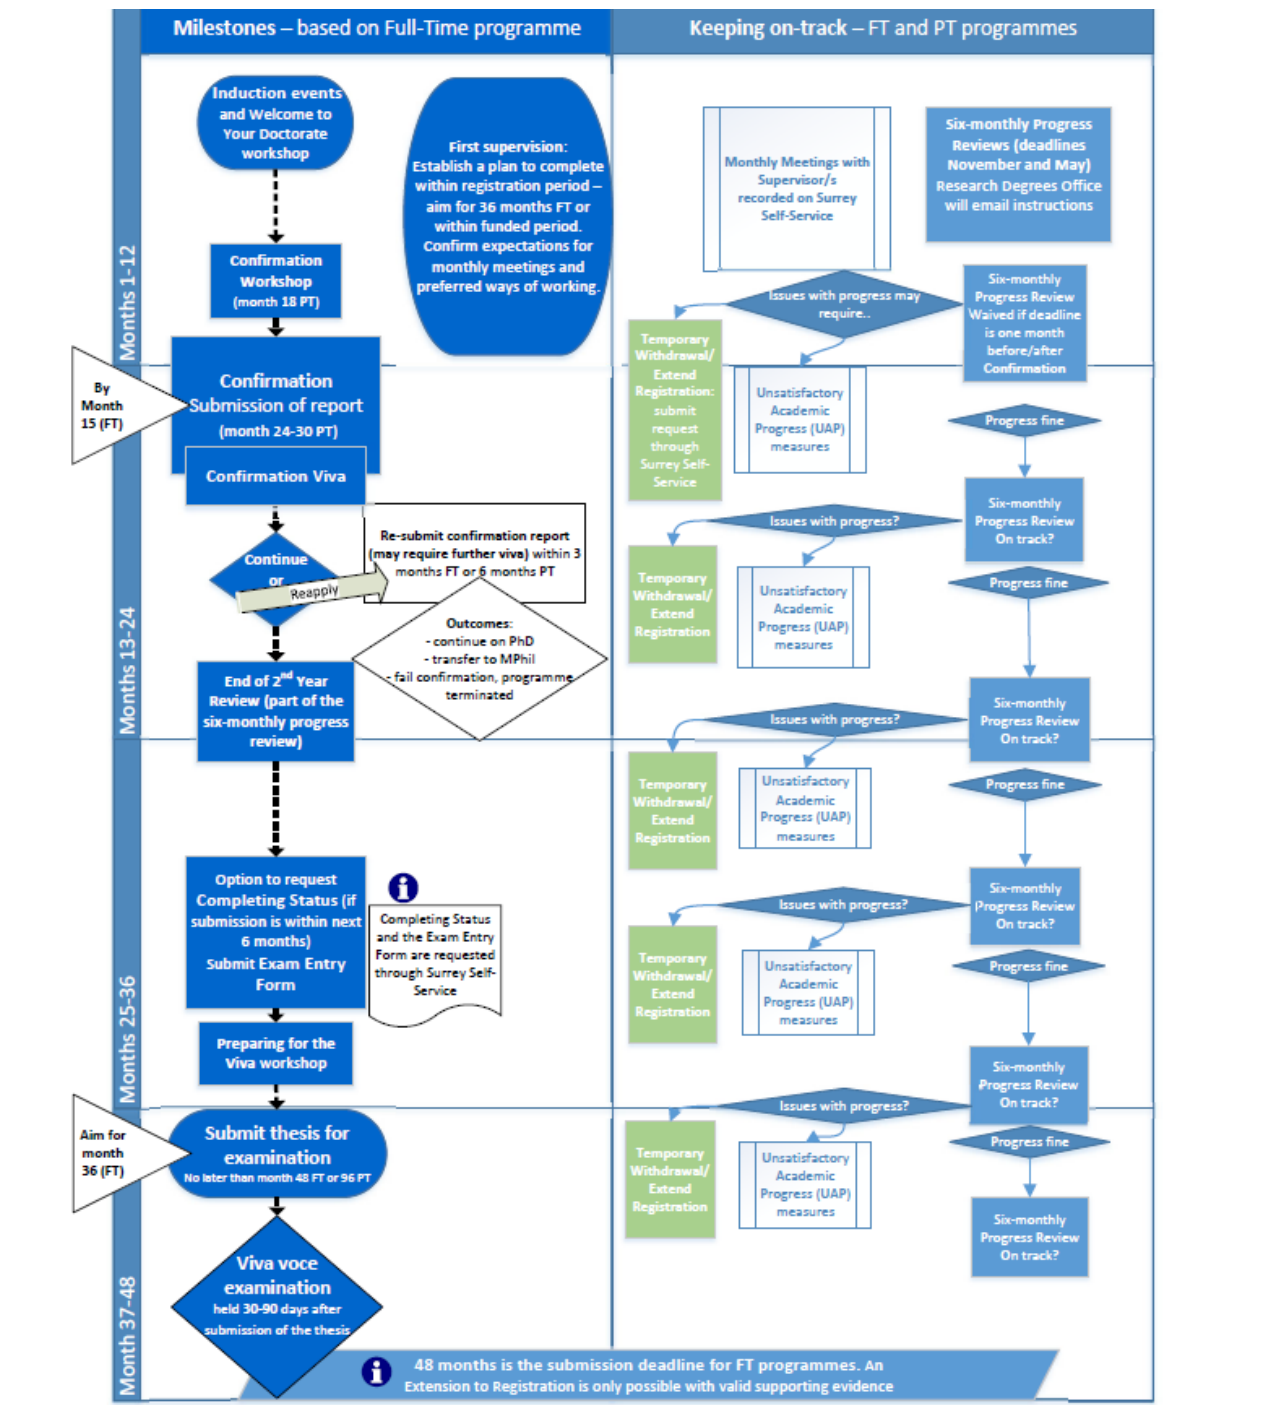 Milestones – based on Full-Time programme
Keeping on-track – FT and PT programmes
Months 1-12
Induction events
and Welcome to
Your Doctorate
workshop
First supervision:
Establish a plan to complete
within registration period –
aim for 36 months FT or
within funded period.
Confirm expectations for
monthly meetings and
preferred ways of working.
Confirmation
Workshop
(month 18 PT)
By
Month
15 (FT)
Confirmation
Submission of report
(month 24-30 PT)
Confirmation Viva
Months 13-24
Continue
or
Reapply
Re-submit confirmation report
(may require further viva) within 3
months FT or 6 months PT
Outcomes:
- continue on PhD
- transfer to MPhil
- fail confirmation, programme
terminated
End of 2nd Year
Review (part of the
six-monthly progress
review)
Months 25-36
Option to request
Completing Status (if
submission is within next
6 months)
Submit Exam Entry
Form
i
Completing Status
and the Exam Entry
Form are requested
through Surrey Self-
Service
Preparing for the
Viva workshop
Aim for
month
36 (FT)
Submit thesis for
examination
No later than month 48 FT or 96 PT
Month 37-48
Viva voce
examination
held 30-90 days after
submission of the thesis
Monthly Meetings with
Supervisor/s
recorded on Surrey
Self-Service
Six-monthly Progress
Reviews (deadlines
November and May)
Research Degrees Office
will email instructions
Issues with progress may
require..
Six-monthly
Progress Review
Waived if deadline
is one month
before/after
Confirmation
Temporary
Withdrawal/
Extend
Registration:
submit
request
through
Surrey Self-
Service
Unsatisfactory
Academic
Progress (UAP)
measures
Progress fine
Six-monthly
Progress Review
On track?
Issues with progress?
Temporary
Withdrawal/
Extend
Registration
Unsatisfactory
Academic
Progress (UAP)
measures
Progress fine
Six-monthly
Progress Review
On track?
Issues with progress?
Temporary
Withdrawal/
Extend
Registration
Unsatisfactory
Academic
Progress (UAP)
measures
Progress fine
Six-monthly
Progress Review
On track?
Issues with progress?
Temporary
Withdrawal/
Extend
Registration
Unsatisfactory
Academic
Progress (UAP)
measures
Progress fine
Six-monthly
Progress Review
On track?
Issues with progress?
Temporary
Withdrawal/
Extend
Registration
Unsatisfactory
Academic
Progress (UAP)
measures
Progress fine
Six-monthly
Progress Review
On track?
i
48 months is the submission deadline for FT programmes. An
Extension to Registration is only possible with valid supporting evidence